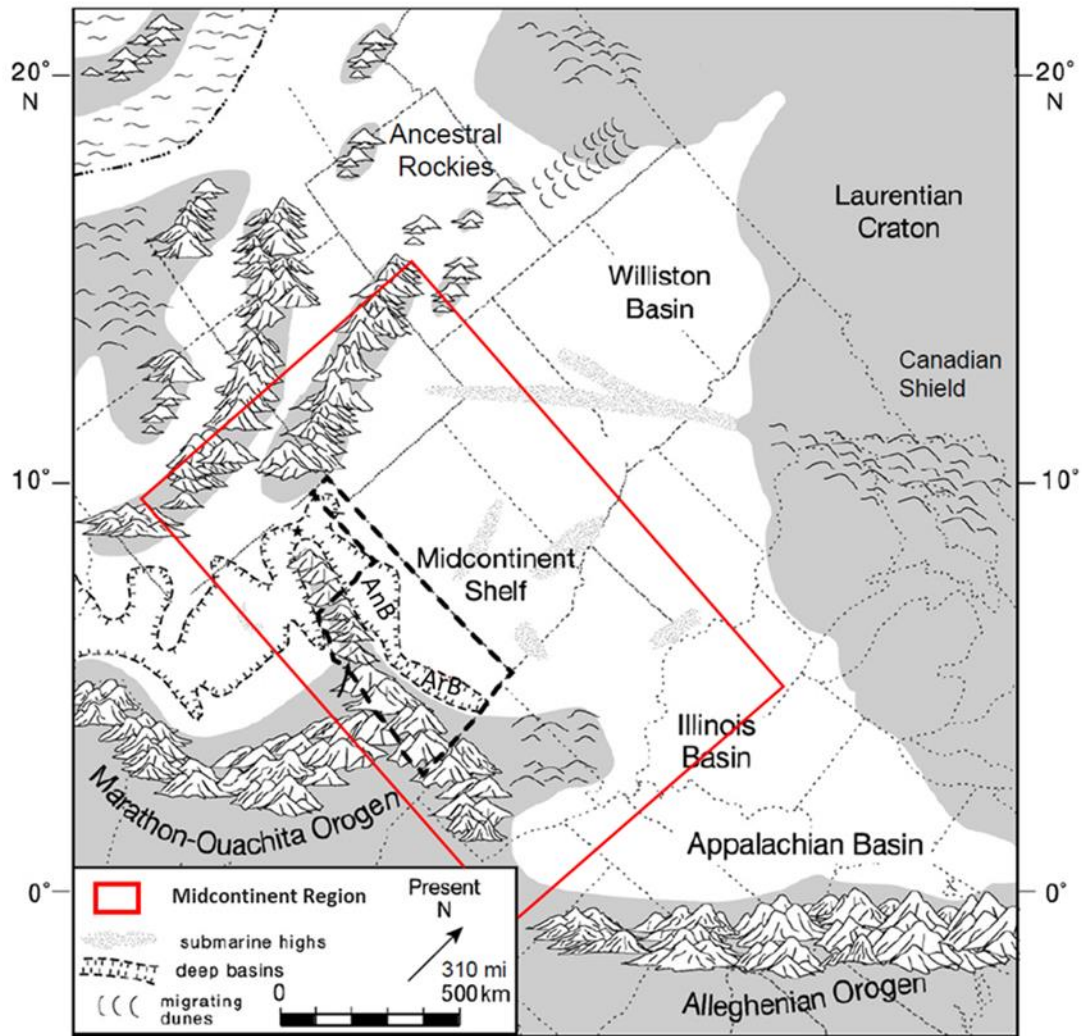 20° 20°
N N
Ancestral
Rockies
Laurentian
Craton
Williston
Basin
Canadian
Shield
10° 10°
Midcontinent
Shelf
AnB
ArB
Illinois
Basin
Marathon-Ouachita Orogen
Appalachian Basin
0° 0°
Alleghenian Orogen
Midcontinent Region
submarine highs
deep basins
migrating
dunes
Present
N
310 mi
0 500 km